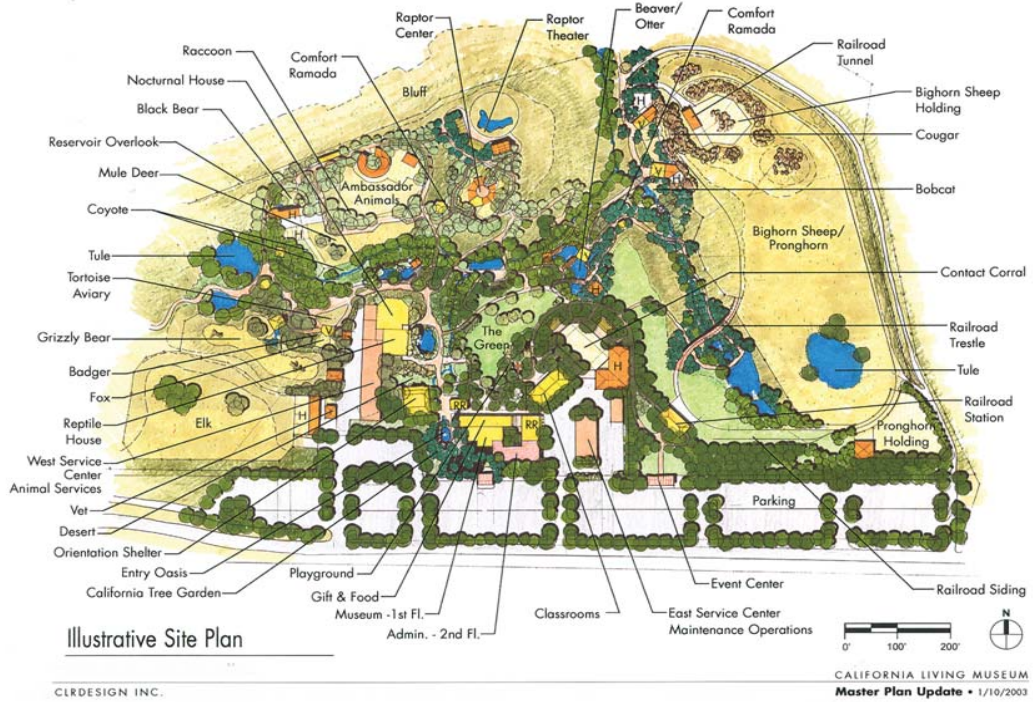 Beaver/
Otter
Comfort
Ramada
Raptor
Center
Raptor
Theater
Raccoon
Comfort
Ramada
Railroad
Tunnel
Nocturnal House
Bluff
Black Bear
Bighorn Sheep
Holding
H
Reservoir Overlook
Cougar
Y
Mule Deer
Ambassador
Animals
Y
H
Bobcat
Coyote
H
H
Bighorn Sheep/
Pronghorn
Tule
Tortoise
Aviary
Contact Corral
H
Grizzly Bear
The
Green
Railroad
Trestle
Badger
H
Tule
Fox
Railroad
Station
RR
Reptile
House
Elk
H
RR
Pronghorn
Holding
West Service
Center
Animal Services
Vet
Parking
Desert
Orientation Shelter
Entry Oasis
Playground
California Tree Garden
Event Center
Gift & Food
Railroad Siding
Museum -1st Fl.
Classrooms
East Service Center
Maintenance Operations
Admin. - 2nd Fl.
N
Illustrative Site Plan
0'
100'
200'
CALIFORNIA LIVING MUSEUM
CLRDESIGN INC.
Master Plan Update • 1/10/2003